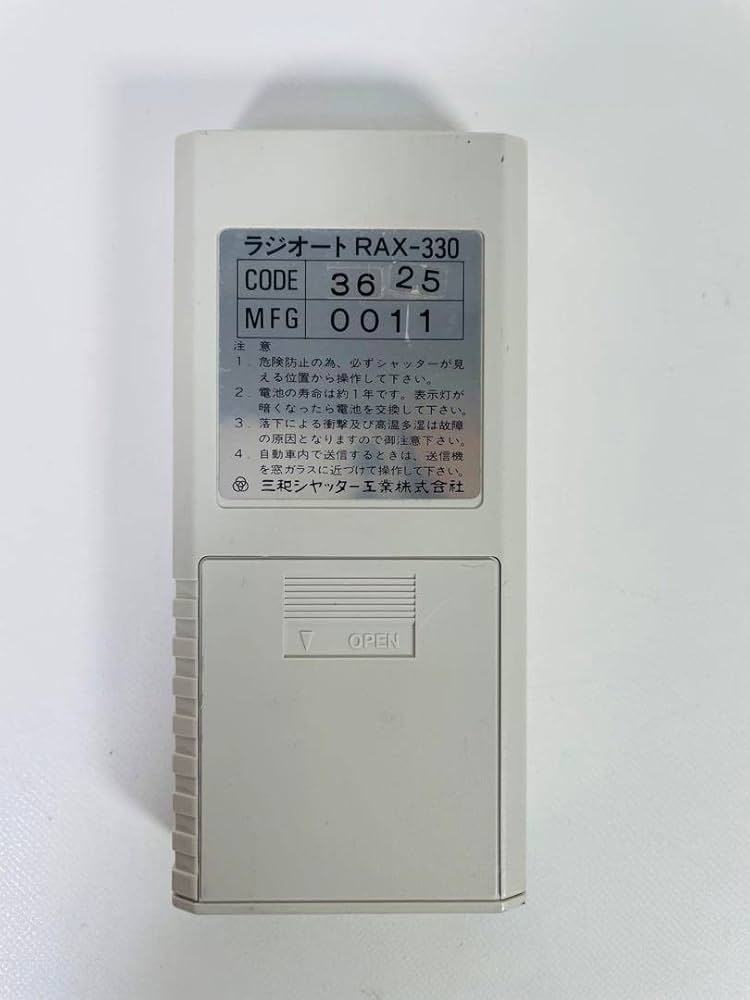 ラジオート RAX-330
CODE 36 25
MFG 0011
注 意
1. 危険防止の為、必ずシャッターが見
える位置から操作して下さい。
2. 電池の寿命は約1年です。表示灯が
暗くなったら電池を交換して下さい。
3. 落下による衝撃及び高温多湿は故障
の原因となりますので御注意下さい。
4. 自動車内で送信するときは、送信機
を窓ガラスに近づけて操作して下さい。
三和シヤッター工業株式会社
OPEN